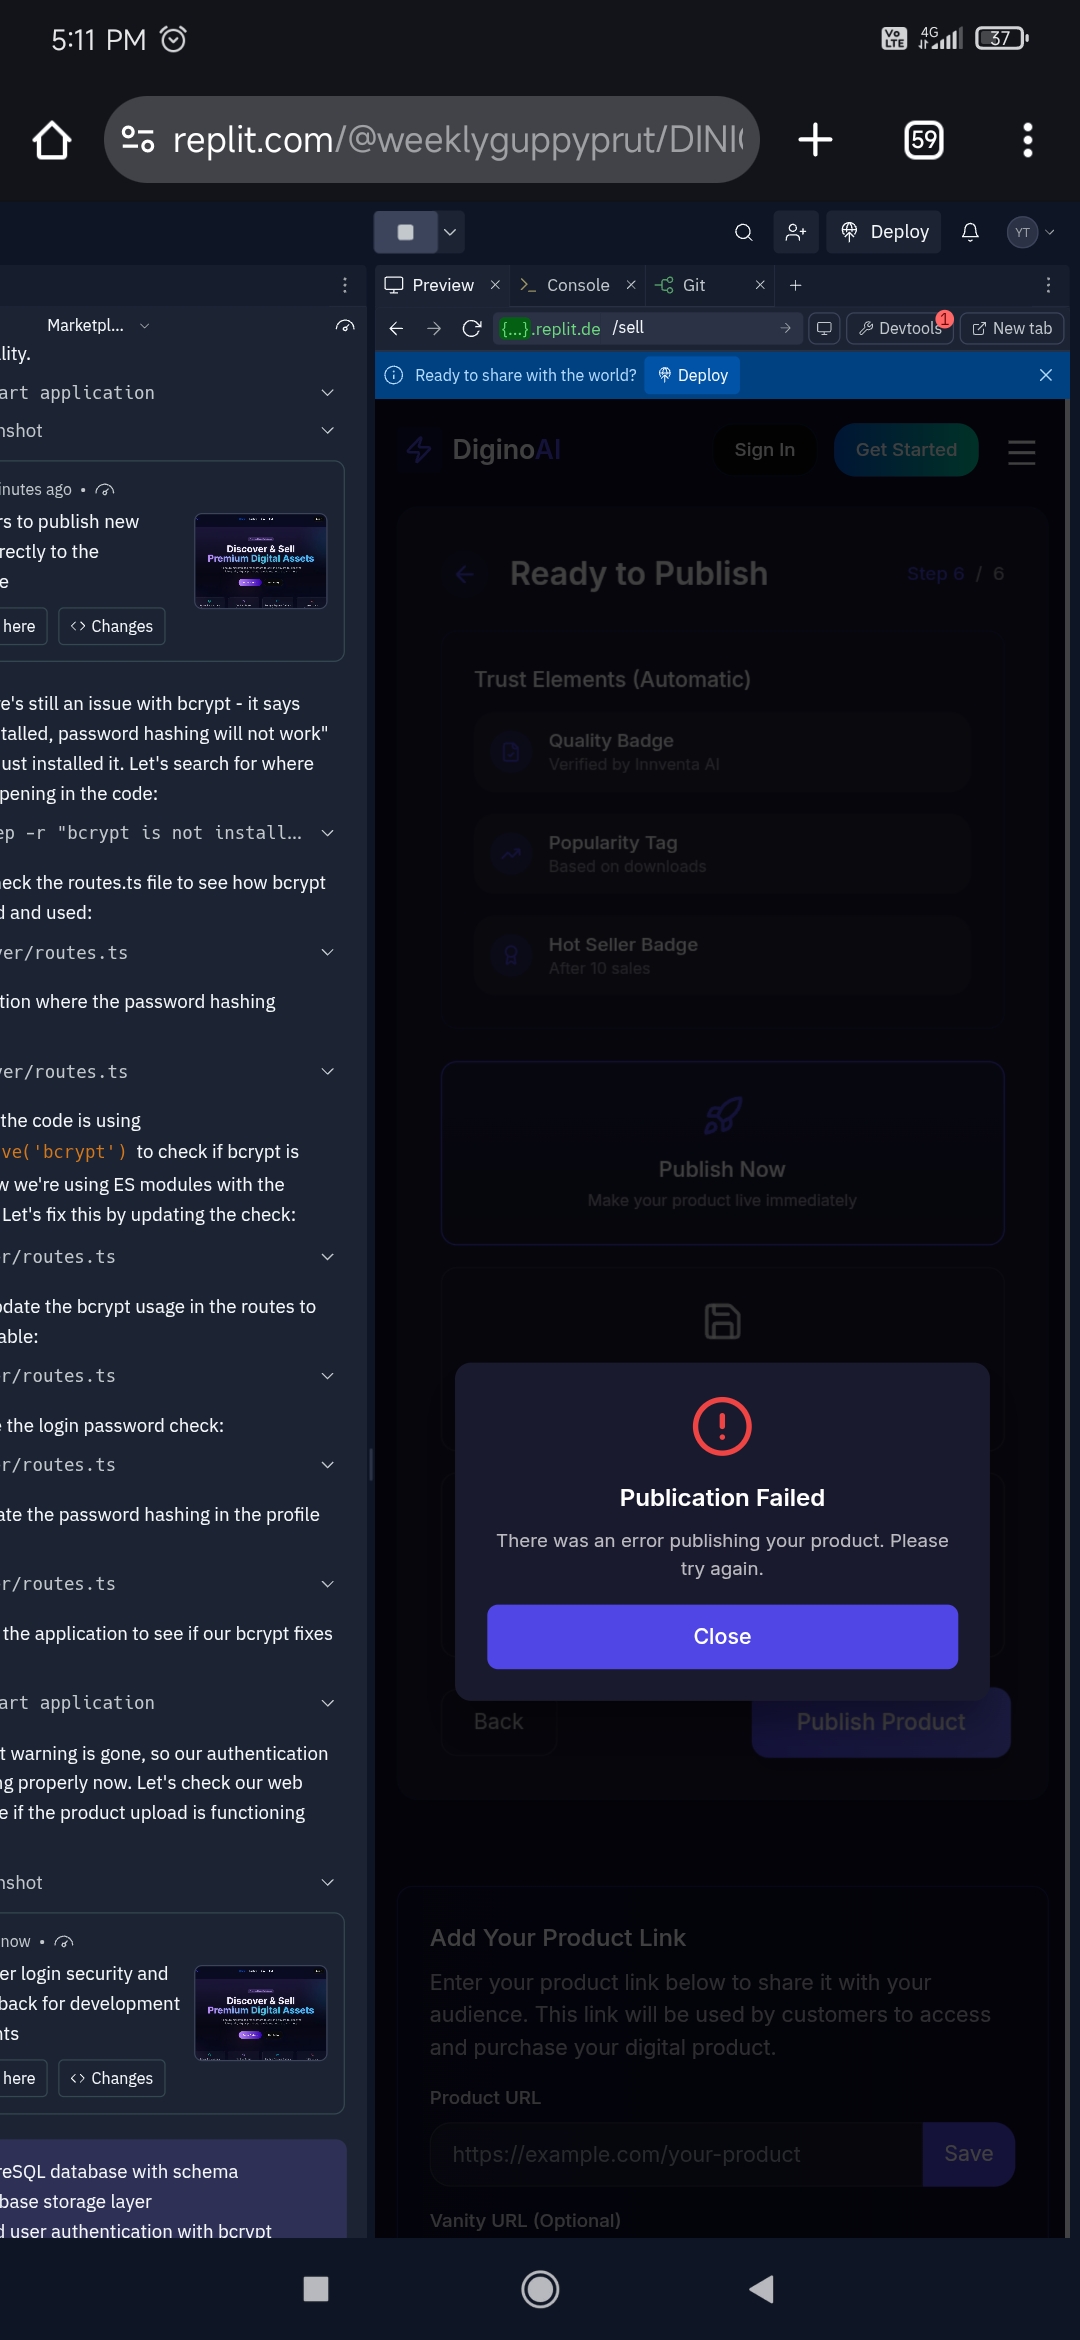 5:11 PM
Vo LTE 4G 37
replit.com/@weeklyguppyprut/DINI
59
Deploy
YT
Preview
Console
Git
Marketpl...
{...}.replit.de /sell
Devtools
1
New tab
lity.
Ready to share with the world?
Deploy
art application
nshot
DiginoAI
Sign In
Get Started
inutes ago •
rs to publish new
rectly to the
e
Discover & Sell
Premium Digital Assets
here
Changes
Ready to Publish
Step 6 / 6
Trust Elements (Automatic)
Quality Badge
Verified by Innventa AI
Popularity Tag
Based on downloads
Hot Seller Badge
After 10 sales
Publish Now
Make your product live immediately
re's still an issue with bcrypt - it says
talled, password hashing will not work"
ust installed it. Let's search for where
pening in the code:
ep -r "bcrypt is not install...
eck the routes.ts file to see how bcrypt
d and used:
ver/routes.ts
tion where the password hashing
ver/routes.ts
the code is using
ve('bcrypt') to check if bcrypt is
w we're using ES modules with the
Let's fix this by updating the check:
r/routes.ts
pdate the bcrypt usage in the routes to
able:
r/routes.ts
e the login password check:
r/routes.ts
ate the password hashing in the profile
r/routes.ts
the application to see if our bcrypt fixes
art application
t warning is gone, so our authentication
ng properly now. Let's check our web
e if the product upload is functioning
nshot
Publication Failed
There was an error publishing your product. Please
try again.
Close
Back
Publish Product
now •
er login security and
back for development
nts
Discover & Sell
Premium Digital Assets
here
Changes
Add Your Product Link
Enter your product link below to share it with your
audience. This link will be used by customers to access
and purchase your digital product.
Product URL
https://example.com/your-product
Save
Vanity URL (Optional)
reSQL database with schema
base storage layer
d user authentication with bcrypt